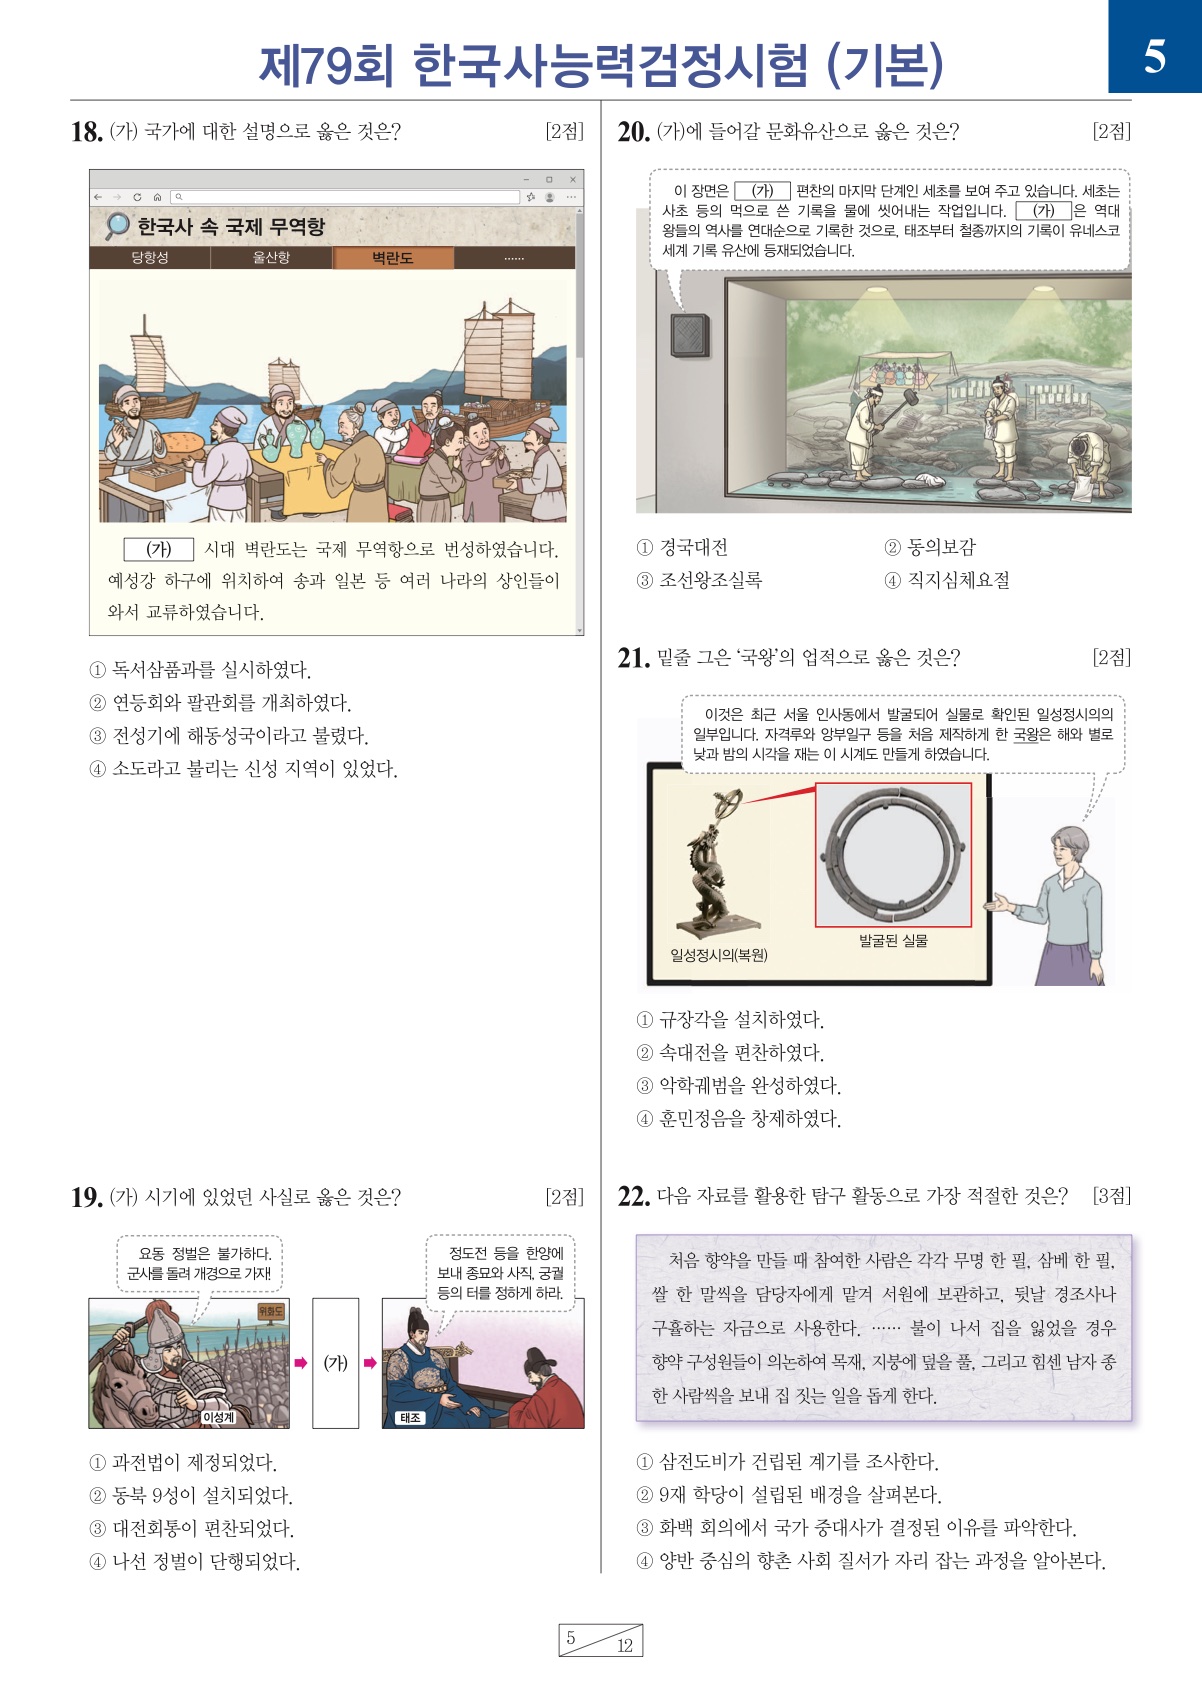 제79회 한국사능력검정시험 (기본)
5
18. (가) 국가에 대한 설명으로 옳은 것은? [2점]
한국사 속 국제 무역항
당항성 울산항 벽란도 ……
(가) 시대 벽란도는 국제 무역항으로 번성하였습니다.
예성강 하구에 위치하여 송과 일본 등 여러 나라의 상인들이
와서 교류하였습니다.
① 독서삼품과를 실시하였다.
② 연등회와 팔관회를 개최하였다.
③ 전성기에 해동성국이라고 불렸다.
④ 소도라고 불리는 신성 지역이 있었다.
19. (가) 시기에 있었던 사실로 옳은 것은? [2점]
요동 정벌은 불가하다.
군사를 돌려 개경으로 가자!
위화도
이성계
(가)
정도전 등을 한양에
보내 종묘와 사직, 궁궐
등의 터를 정하게 하라.
태조
① 과전법이 제정되었다.
② 동북 9성이 설치되었다.
③ 대전회통이 편찬되었다.
④ 나선 정벌이 단행되었다.
20. (가)에 들어갈 문화유산으로 옳은 것은? [2점]
이 장면은 (가) 편찬의 마지막 단계인 세초를 보여 주고 있습니다. 세초는
사초 등의 먹으로 쓴 기록을 물에 씻어내는 작업입니다. (가) 은 역대
왕들의 역사를 연대순으로 기록한 것으로, 태조부터 철종까지의 기록이 유네스코
세계 기록 유산에 등재되었습니다.
① 경국대전 ② 동의보감
③ 조선왕조실록 ④ 직지심체요절
21. 밑줄 그은 ‘국왕’의 업적으로 옳은 것은? [2점]
이것은 최근 서울 인사동에서 발굴되어 실물로 확인된 일성정시의의
일부입니다. 자격루와 앙부일구 등을 처음 제작하게 한 국왕은 해와 별로
낮과 밤의 시각을 재는 이 시계도 만들게 하였습니다.
일성정시의(복원)
발굴된 실물
① 규장각을 설치하였다.
② 속대전을 편찬하였다.
③ 악학궤범을 완성하였다.
④ 훈민정음을 창제하였다.
22. 다음 자료를 활용한 탐구 활동으로 가장 적절한 것은? [3점]
처음 향약을 만들 때 참여한 사람은 각각 무명 한 필, 삼베 한 필,
쌀 한 말씩을 담당자에게 맡겨 서원에 보관하고, 뒷날 경조사나
구휼하는 자금으로 사용한다. …… 불이 나서 집을 잃었을 경우
향약 구성원들이 의논하여 목재, 지붕에 덮을 풀, 그리고 힘센 남자 종
한 사람씩을 보내 집 짓는 일을 돕게 한다.
① 삼전도비가 건립된 계기를 조사한다.
② 9재 학당이 설립된 배경을 살펴본다.
③ 화백 회의에서 국가 중대사가 결정된 이유를 파악한다.
④ 양반 중심의 향촌 사회 질서가 자리 잡는 과정을 알아본다.
5
12